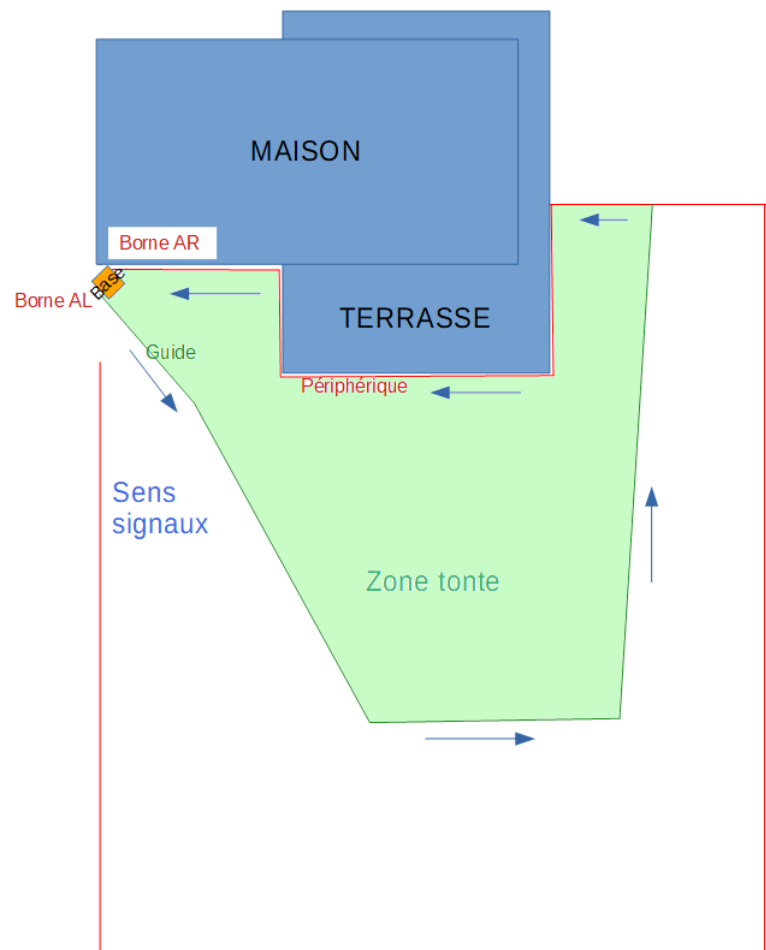 MAISON
Borne AR
Base
Borne AL
TERRASSE
Guide
Périphérique
Sens
signaux
Zone tonte